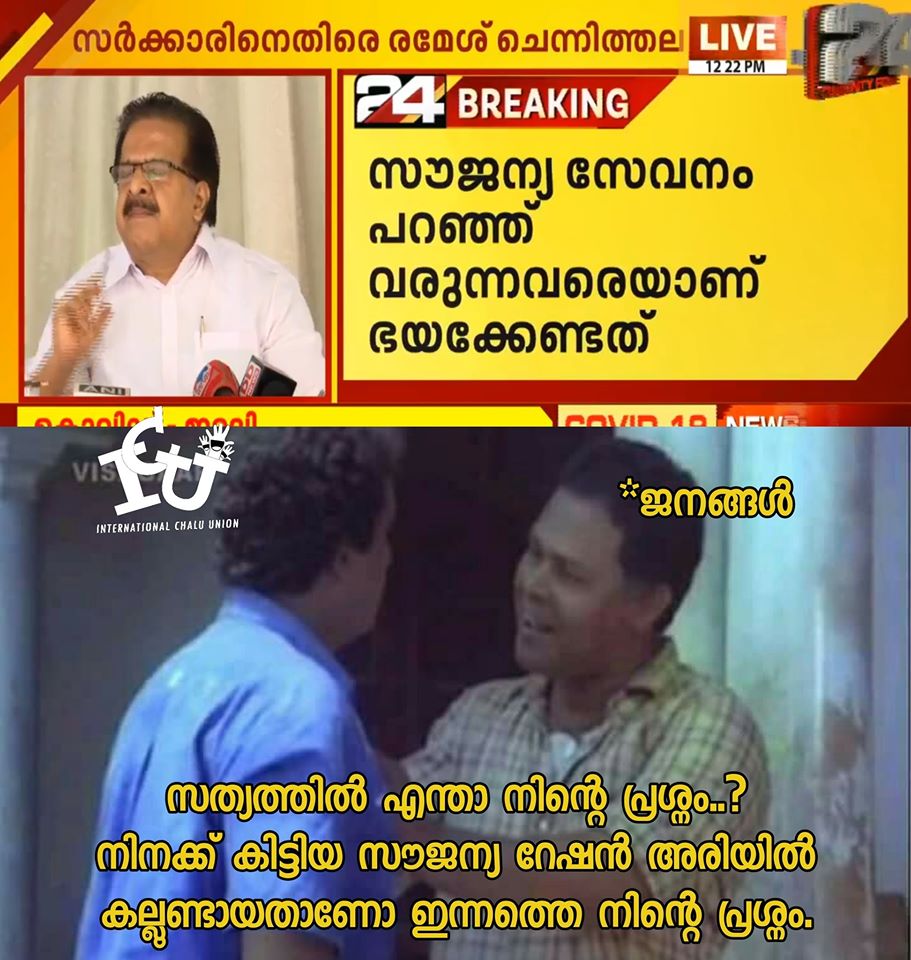 സർക്കാരിനെതിരെ രമേശ് ചെന്നിത്തല
LIVE
12 22 PM
24
24 BREAKING
സൗജന്യ സേവനം
പറഞ്ഞ്
വരുന്നവരെയാണ്
ഭയക്കേണ്ടത്
ANI
COVID-19 NEWS
ICU
INTERNATIONAL CHALU UNION
*ജനങ്ങൾ
സത്യത്തിൽ എന്താ നിന്റെ പ്രശ്നം..?
നിനക്ക് കിട്ടിയ സൗജന്യ റേഷൻ അരിയിൽ
കല്ലുണ്ടായതാണോ ഇന്നത്തെ നിന്റെ പ്രശ്നം.